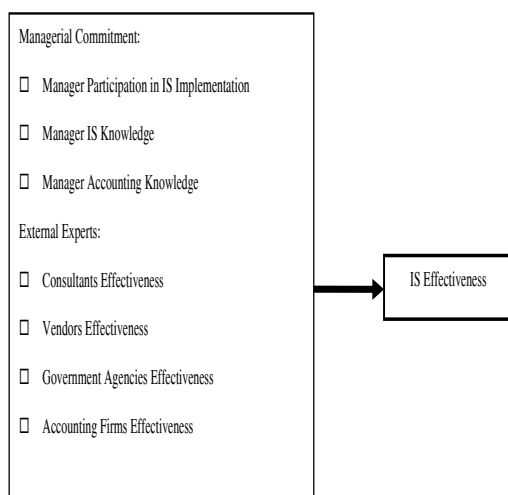 Managerial Commitment:
Manager Participation in IS Implementation
Manager IS Knowledge
Manager Accounting Knowledge
External Experts:
Consultants Effectiveness
Vendors Effectiveness
Government Agencies Effectiveness
Accounting Firms Effectiveness
IS Effectiveness